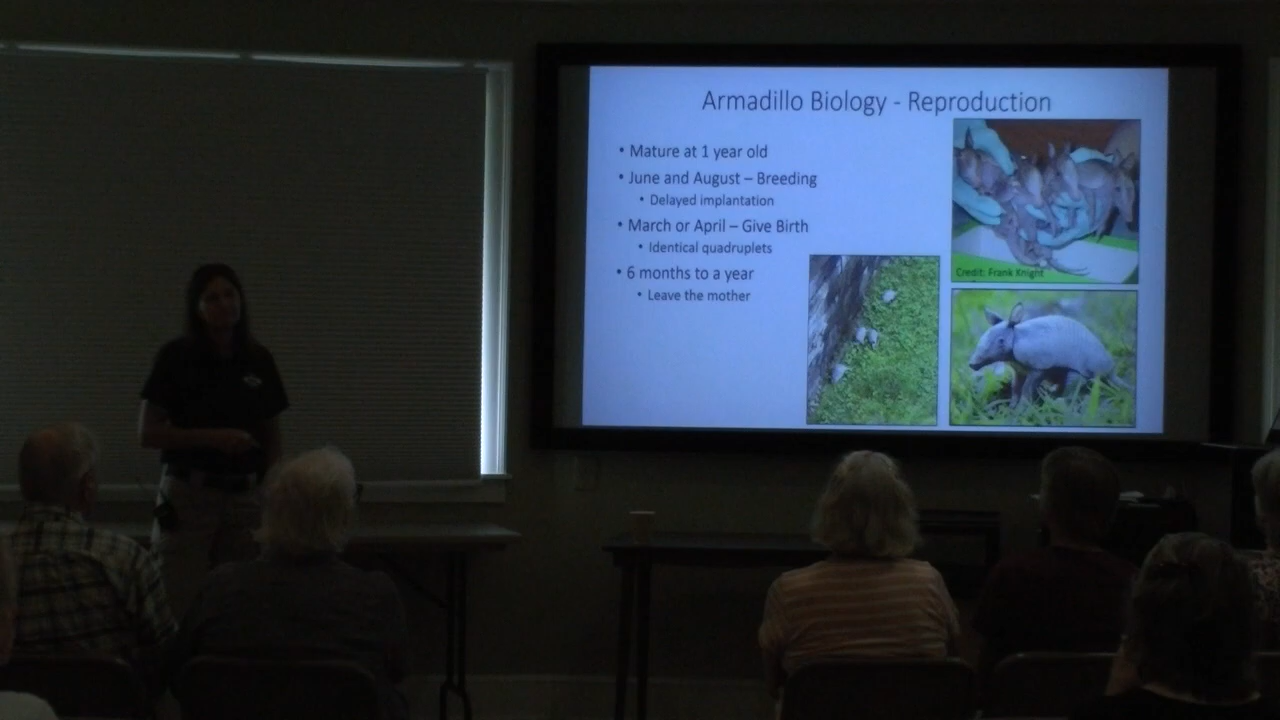 Armadillo Biology - Reproduction
• Mature at 1 year old
• June and August – Breeding
• Delayed implantation
• March or April – Give Birth
• Identical quadruplets
• 6 months to a year
• Leave the mother
Credit: Frank Knight